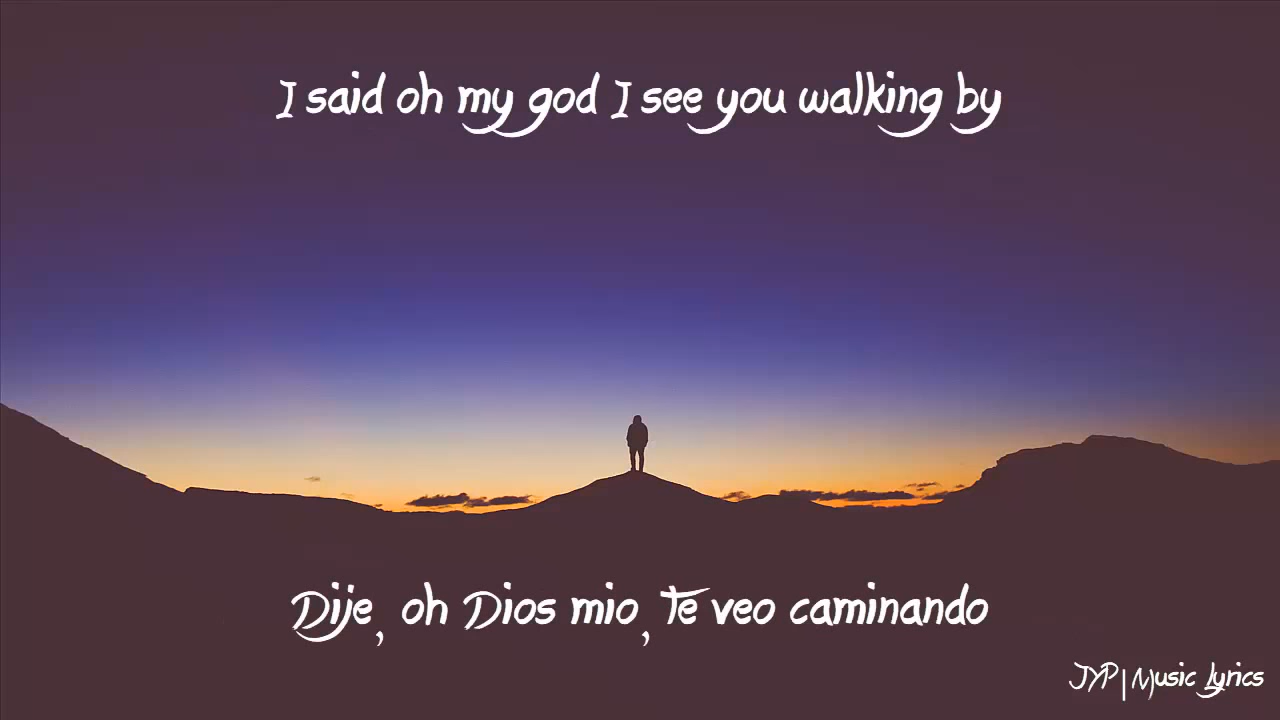 I said oh my god I see you walking by
Dije, oh Dios mio, te veo caminando
JYP | Music Lyrics